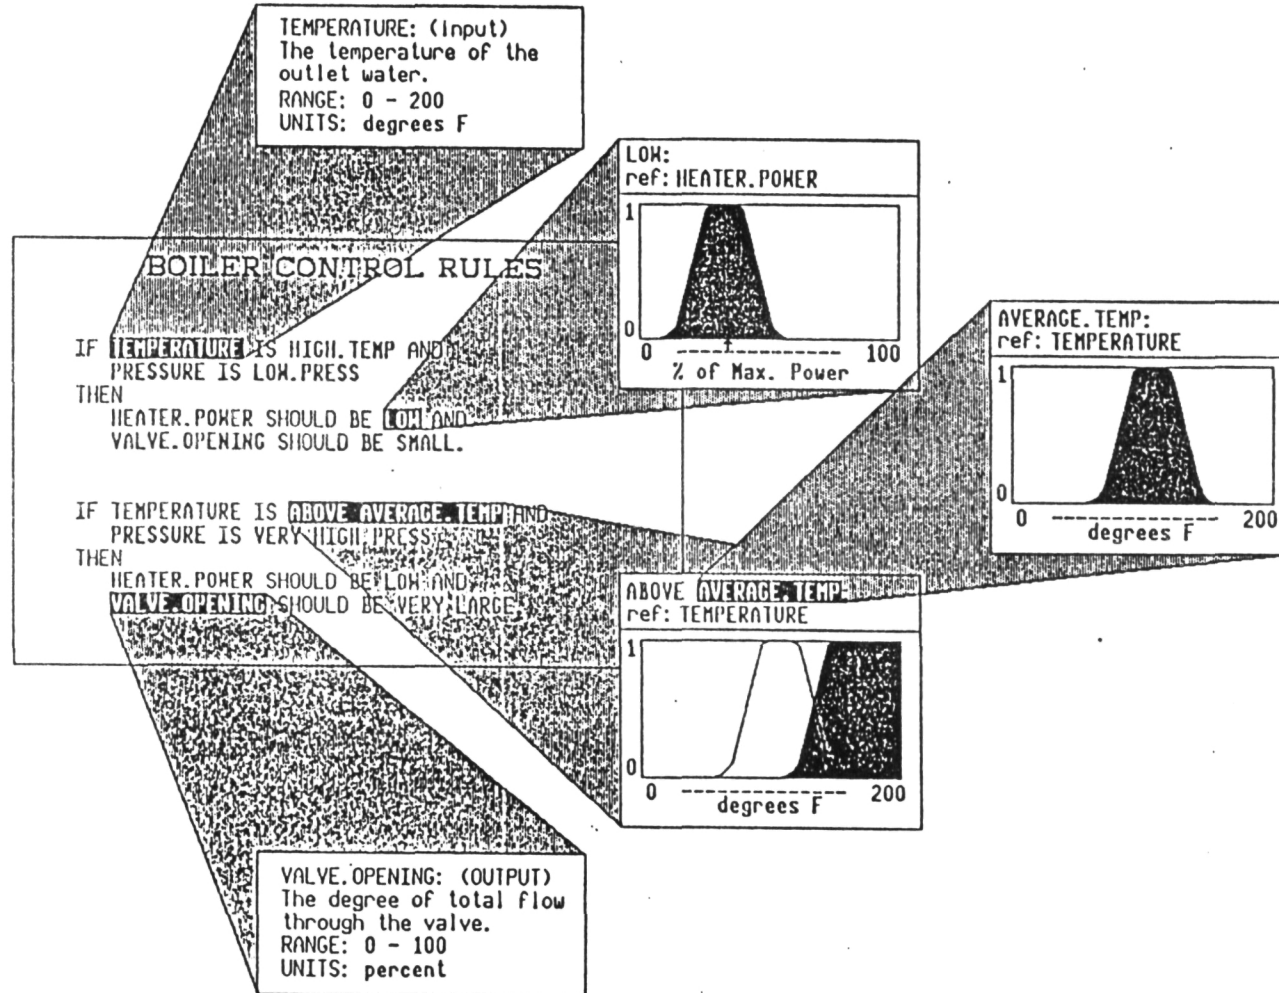 TEMPERATURE: (input)
The temperature of the
outlet water.
RANGE: 0 - 200
UNITS: degrees F
LOW:
ref: HEATER.POWER
1
0
0 100
% of Max. Power
BOILER CONTROL RULES
IF TEMPERATURE IS HIGH.TEMP AND
PRESSURE IS LOW.PRESS
THEN
HEATER.POWER SHOULD BE LOW AND
VALVE.OPENING SHOULD BE SMALL.
AVERAGE.TEMP:
ref: TEMPERATURE
1
0
0 200
degrees F
IF TEMPERATURE IS ABOVE AVERAGE.TEMP AND
PRESSURE IS VERY HIGH.PRESS
THEN
HEATER.POWER SHOULD BE LOW AND
VALVE.OPENING SHOULD BE VERY LARGE.
ABOVE AVERAGE.TEMP:
ref: TEMPERATURE
1
0
0 200
degrees F
VALVE.OPENING: (OUTPUT)
The degree of total flow
through the valve.
RANGE: 0 - 100
UNITS: percent